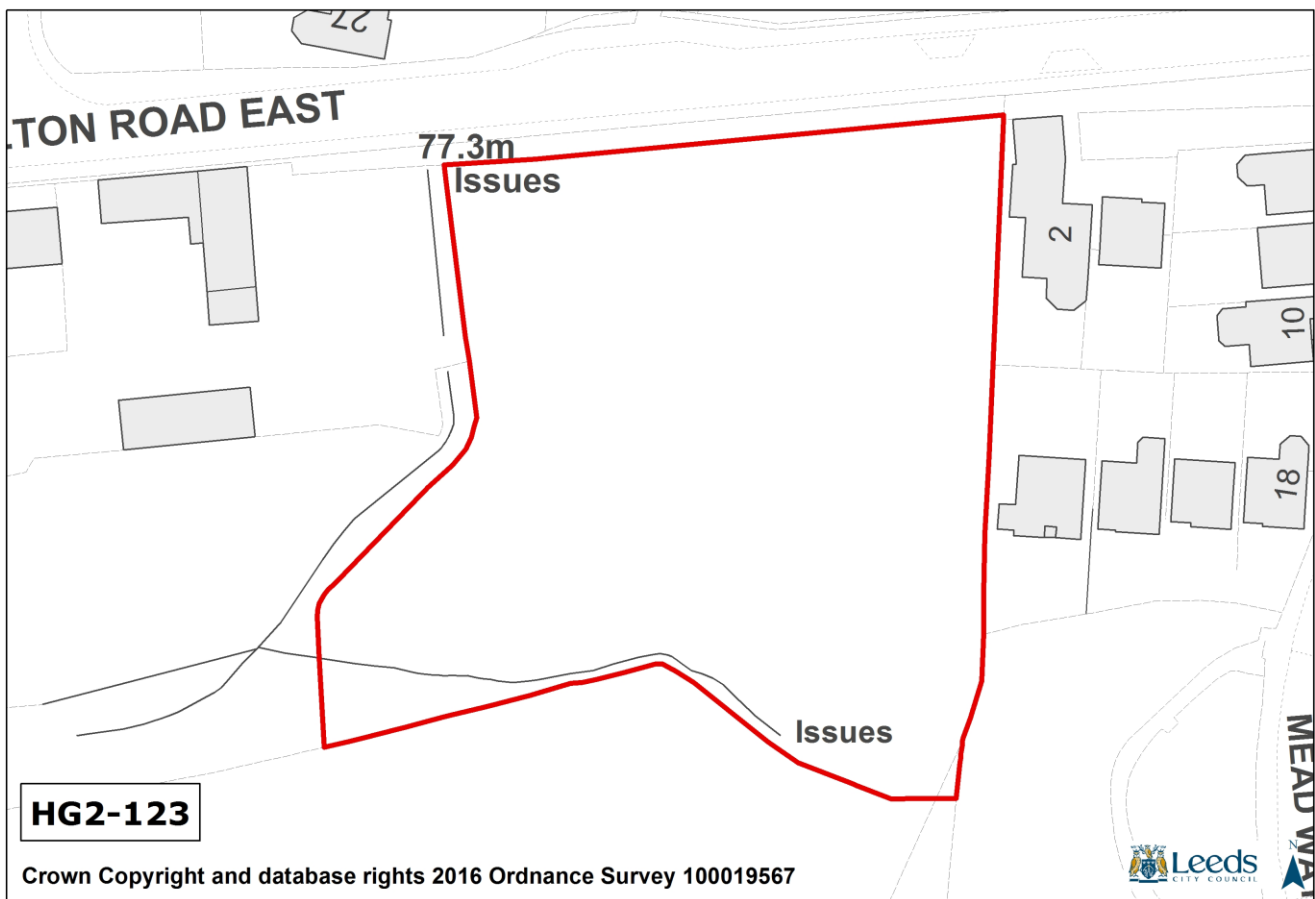 27
.TON ROAD EAST
77.3m
Issues
2
10
18
Issues
MEAD WA
HG2-123
Crown Copyright and database rights 2016 Ordnance Survey 100019567
Leeds
CITY COUNCIL
N